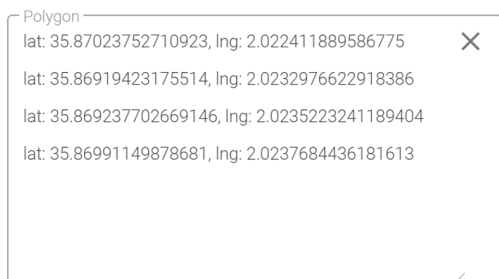 Polygon
lat: 35.87023752710923, lng: 2.022411889586775
lat: 35.86919423175514, lng: 2.0232976622918386
lat: 35.869237702669146, lng: 2.0235223241189404
lat: 35.86991149878681, lng: 2.0237684436181613